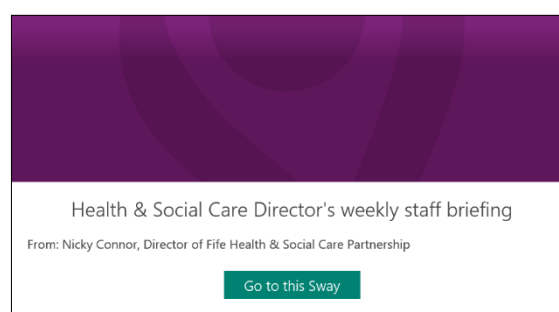 Health & Social Care Director's weekly staff briefing
From: Nicky Connor, Director of Fife Health & Social Care Partnership
Go to this Sway